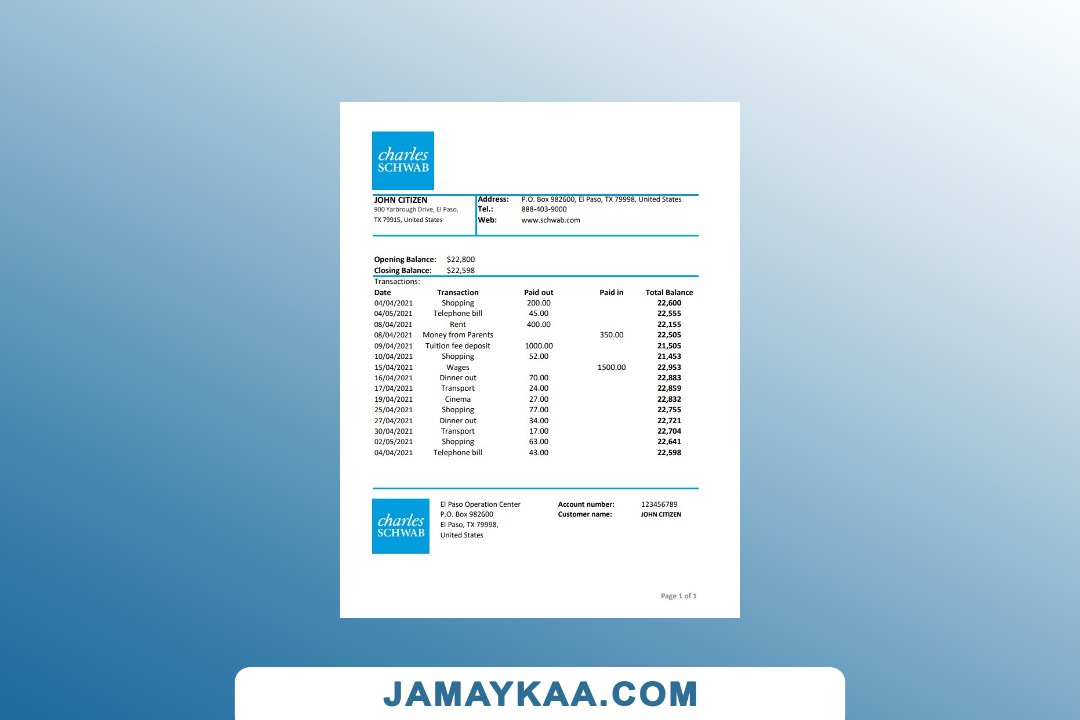 charles
SCHWAB
JOHN CITIZEN
900 Yarbrough Drive, El Paso,
TX 79915, United States
Address: P.O. Box 982600, El Paso, TX 79998, United States
Tel.: 888-403-9000
Web: www.schwab.com
Opening Balance: $22,800
Closing Balance: $22,598
Transactions:
Date Transaction Paid out Paid in Total Balance
04/04/2021 Shopping 200.00 22,600
04/05/2021 Telephone bill 45.00 22,555
08/04/2021 Rent 400.00 22,155
08/04/2021 Money from Parents 350.00 22,505
09/04/2021 Tuition fee deposit 1000.00 21,505
10/04/2021 Shopping 52.00 21,453
15/04/2021 Wages 1500.00 22,953
16/04/2021 Dinner out 70.00 22,883
17/04/2021 Transport 24.00 22,859
19/04/2021 Cinema 27.00 22,832
25/04/2021 Shopping 77.00 22,755
27/04/2021 Dinner out 34.00 22,721
30/04/2021 Transport 17.00 22,704
02/05/2021 Shopping 63.00 22,641
04/04/2021 Telephone bill 43.00 22,598
charles
SCHWAB
El Paso Operation Center
P.O. Box 982600
El Paso, TX 79998,
United States
Account number: 123456789
Customer name: JOHN CITIZEN
Page 1 of 1
JAMAYKAA.COM